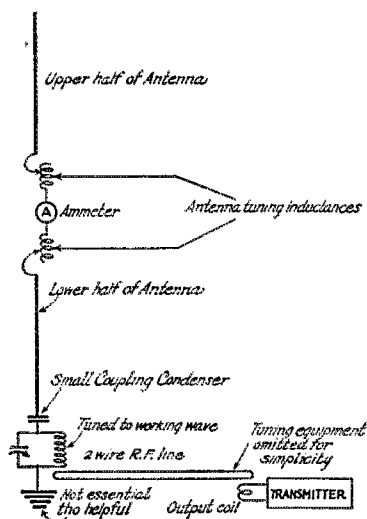 Upper half of Antenna
A
Ammeter
Antenna tuning inductances
Lower half of Antenna
Small Coupling Condenser
Tuned to working wave
2 wire R.F. line
Tuning equipment
omitted for
simplicity
Not essential
tho helpful
Output coil
TRANSMITTER